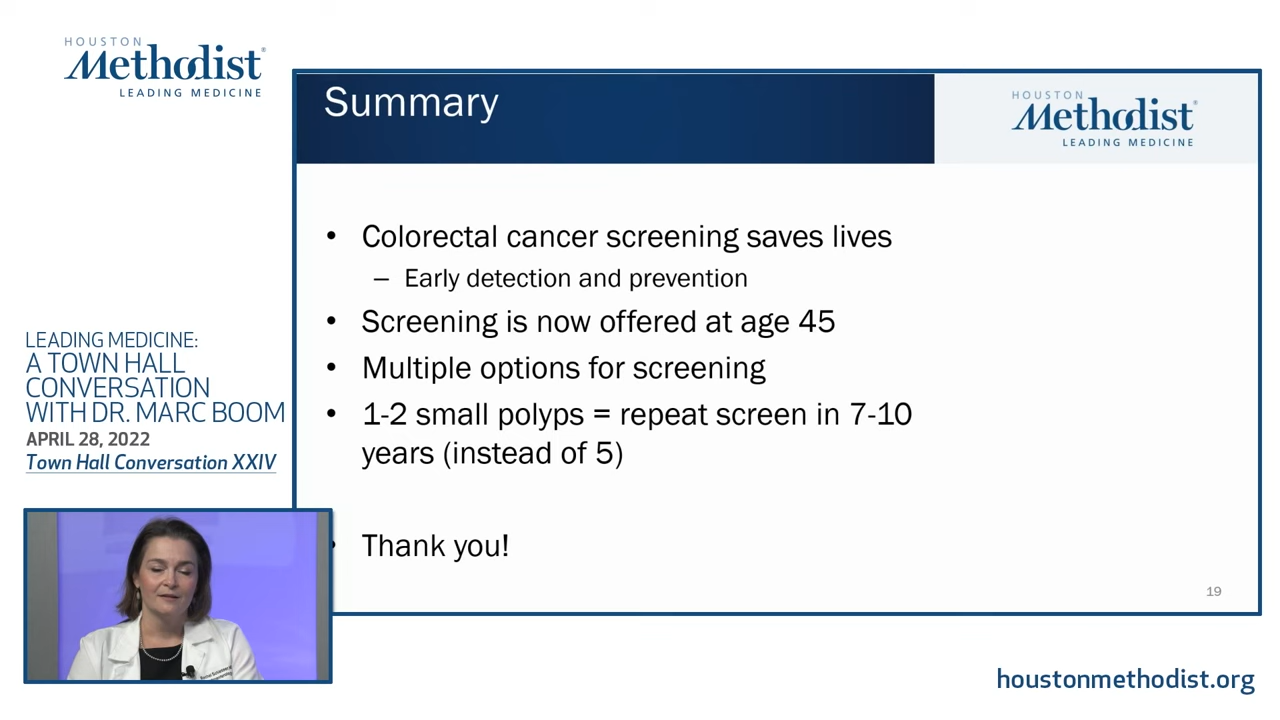 HOUSTON
Methodist
LEADING MEDICINE
Summary
HOUSTON
Methodist
LEADING MEDICINE
• Colorectal cancer screening saves lives
– Early detection and prevention
• Screening is now offered at age 45
• Multiple options for screening
• 1-2 small polyps = repeat screen in 7-10
years (instead of 5)
• Thank you!
19
LEADING MEDICINE:
A TOWN HALL
CONVERSATION
WITH DR. MARC BOOM
APRIL 28, 2022
Town Hall Conversation XXIV
houstonmethodist.org